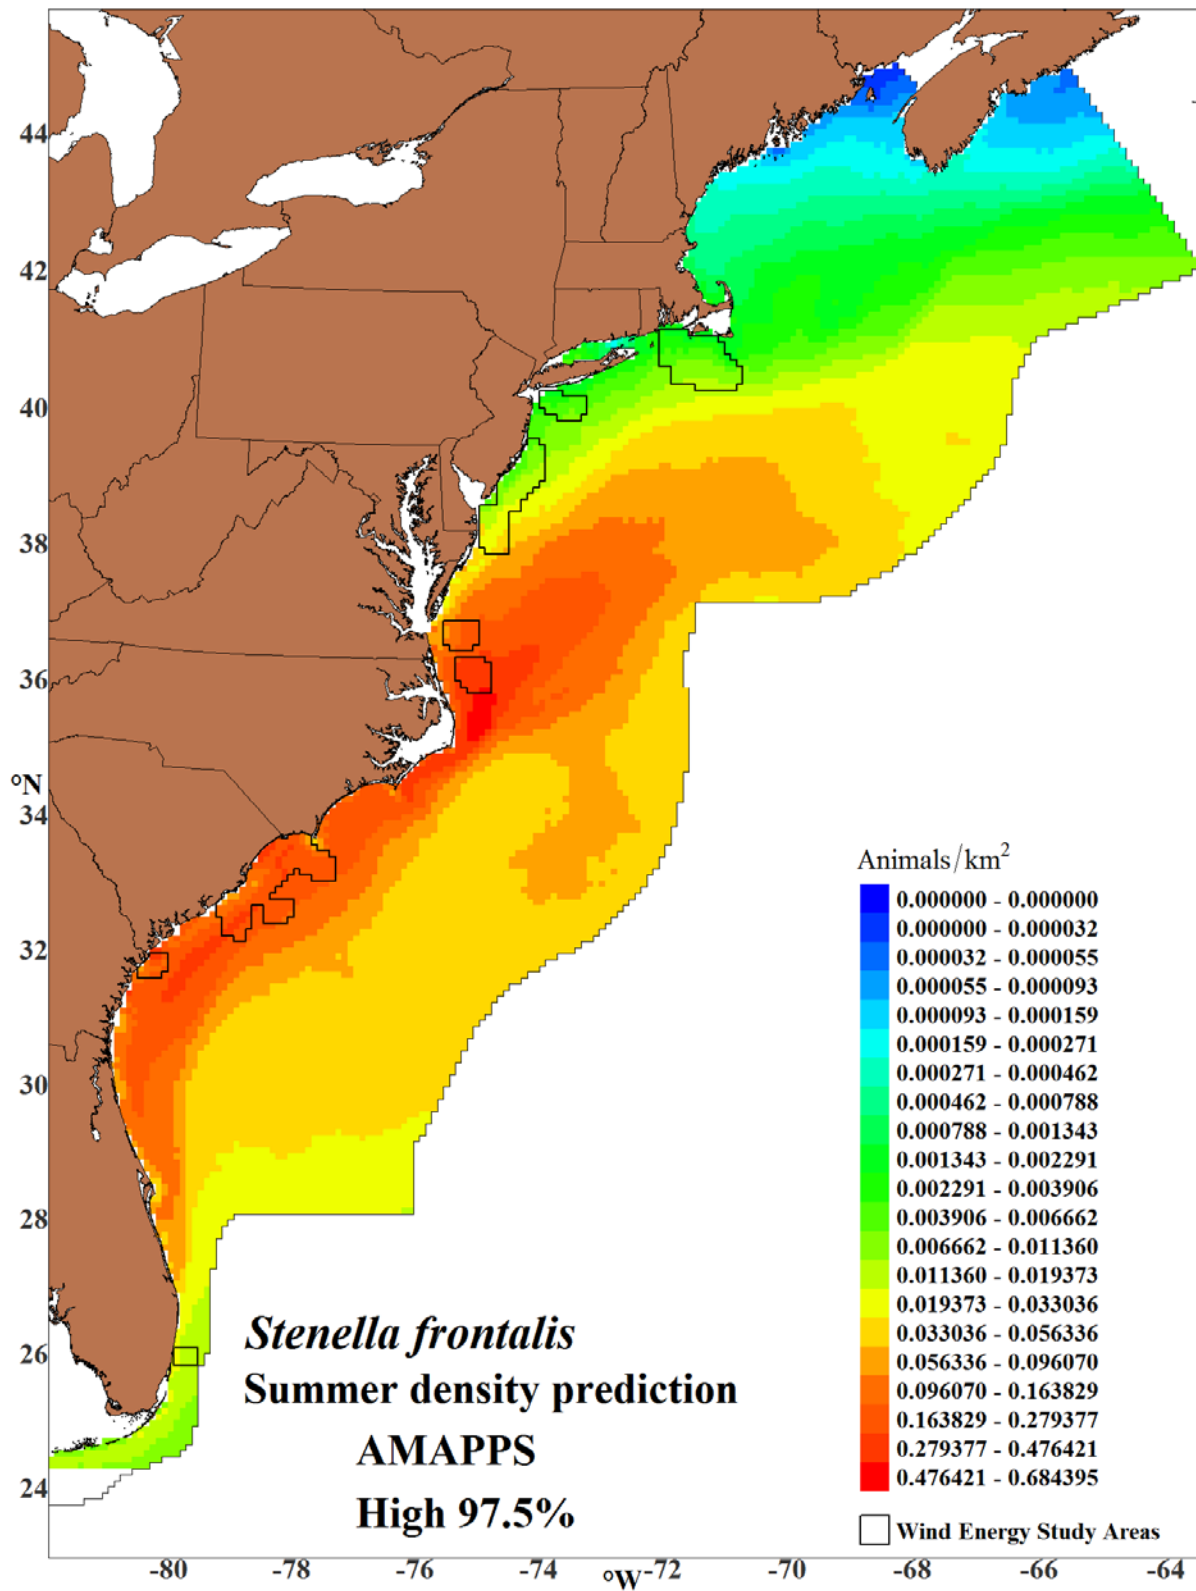 44
42
40
38
36
°N
34
32
30
28
26
24
Animals/km²
0.000000 - 0.000000
0.000000 - 0.000032
0.000032 - 0.000055
0.000055 - 0.000093
0.000093 - 0.000159
0.000159 - 0.000271
0.000271 - 0.000462
0.000462 - 0.000788
0.000788 - 0.001343
0.001343 - 0.002291
0.002291 - 0.003906
0.003906 - 0.006662
0.006662 - 0.011360
0.011360 - 0.019373
0.019373 - 0.033036
0.033036 - 0.056336
0.056336 - 0.096070
0.096070 - 0.163829
0.163829 - 0.279377
0.279377 - 0.476421
0.476421 - 0.684395
Wind Energy Study Areas
Stenella frontalis
Summer density prediction
AMAPPS
High 97.5%
-80 -78 -76 -74 °W -72 -70 -68 -66 -64